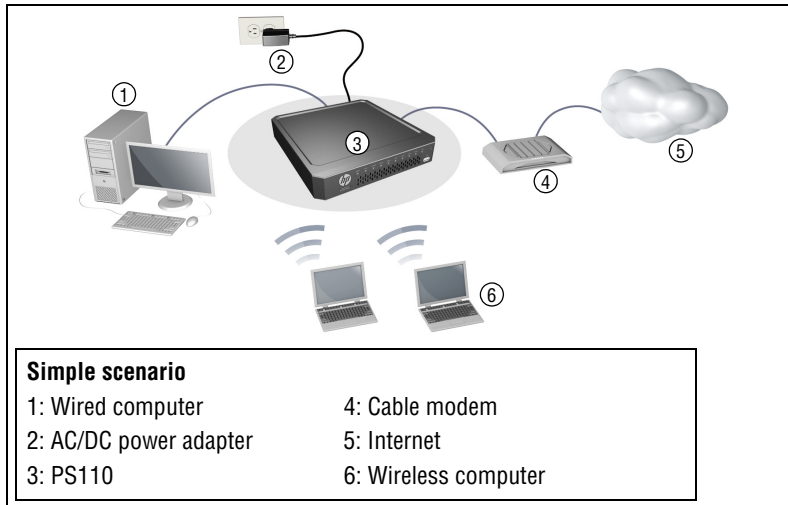 1
2
3
4
5
6
hp
Simple scenario
1: Wired computer
2: AC/DC power adapter
3: PS110
4: Cable modem
5: Internet
6: Wireless computer